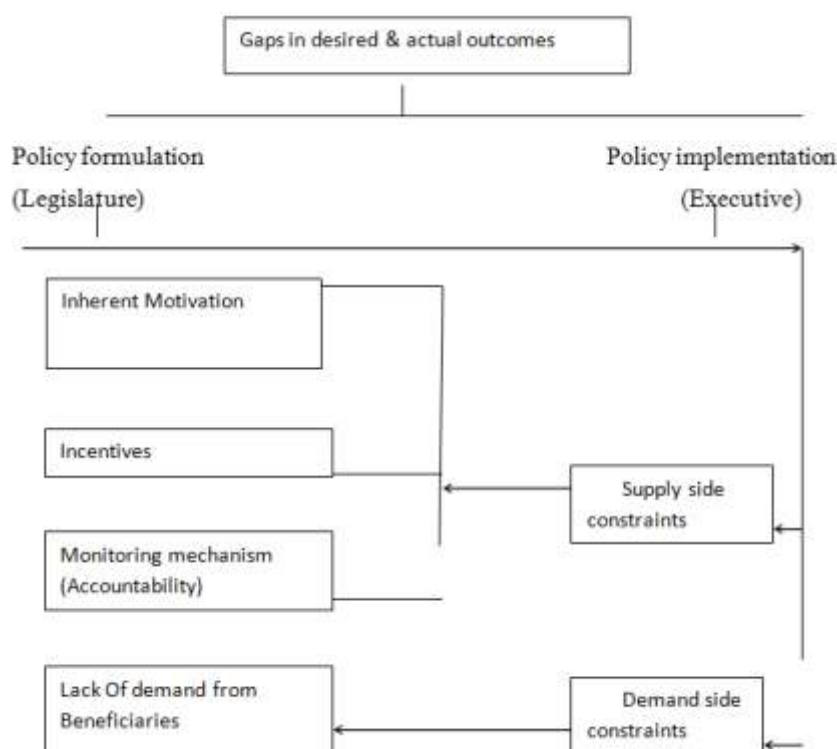 Gaps in desired & actual outcomes
Policy formulation
(Legislature)
Policy implementation
(Executive)
Inherent Motivation
Incentives
Supply side
constraints
Monitoring mechanism
(Accountability)
Lack Of demand from
Beneficiaries
Demand side
constraints